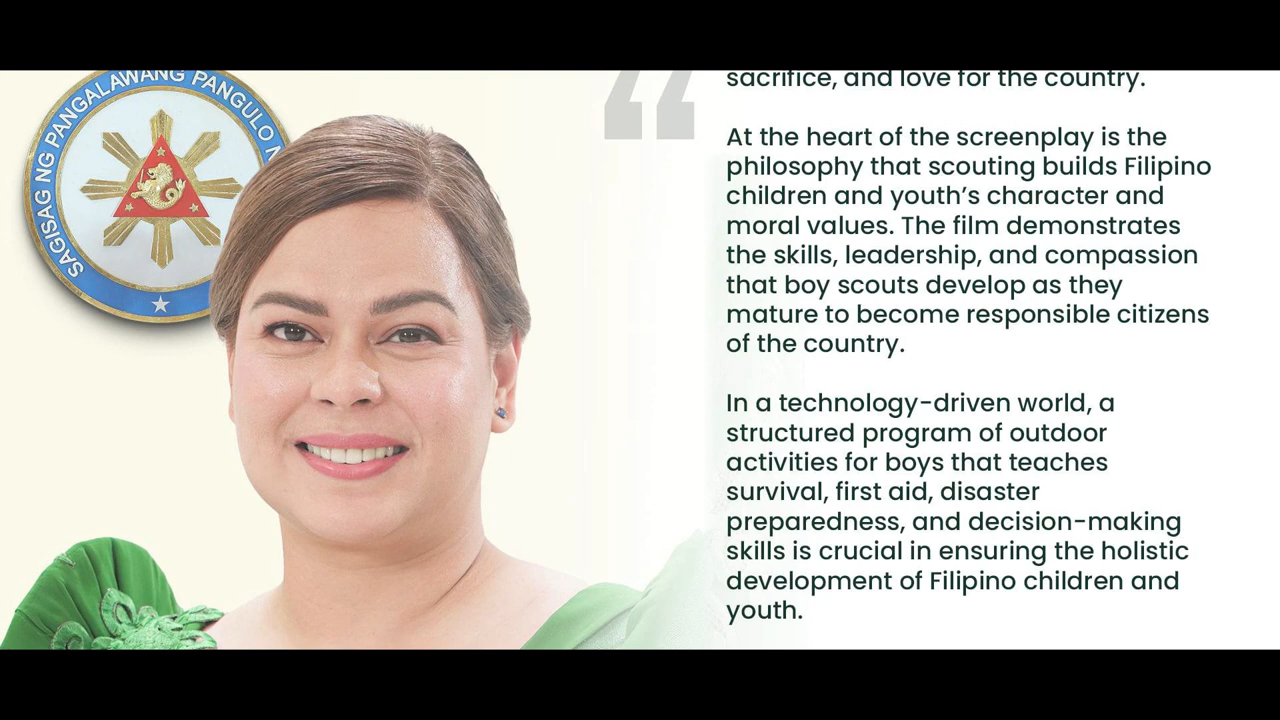 SAGISAG NG PANGALAWANG PANGULO N
“
sacrifice, and love for the country.
At the heart of the screenplay is the
philosophy that scouting builds Filipino
children and youth’s character and
moral values. The film demonstrates
the skills, leadership, and compassion
that boy scouts develop as they
mature to become responsible citizens
of the country.
In a technology-driven world, a
structured program of outdoor
activities for boys that teaches
survival, first aid, disaster
preparedness, and decision-making
skills is crucial in ensuring the holistic
development of Filipino children and
youth.